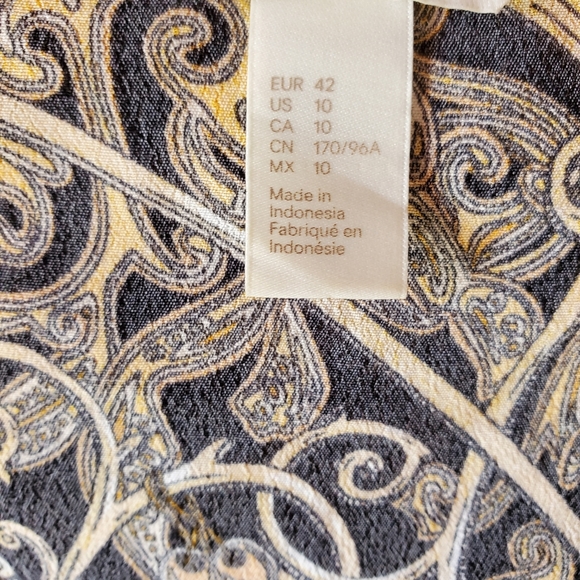 EUR 42
US 10
CA 10
CN 170/96A
MX 10
Made in
Indonesia
Fabriqué en
Indonésie